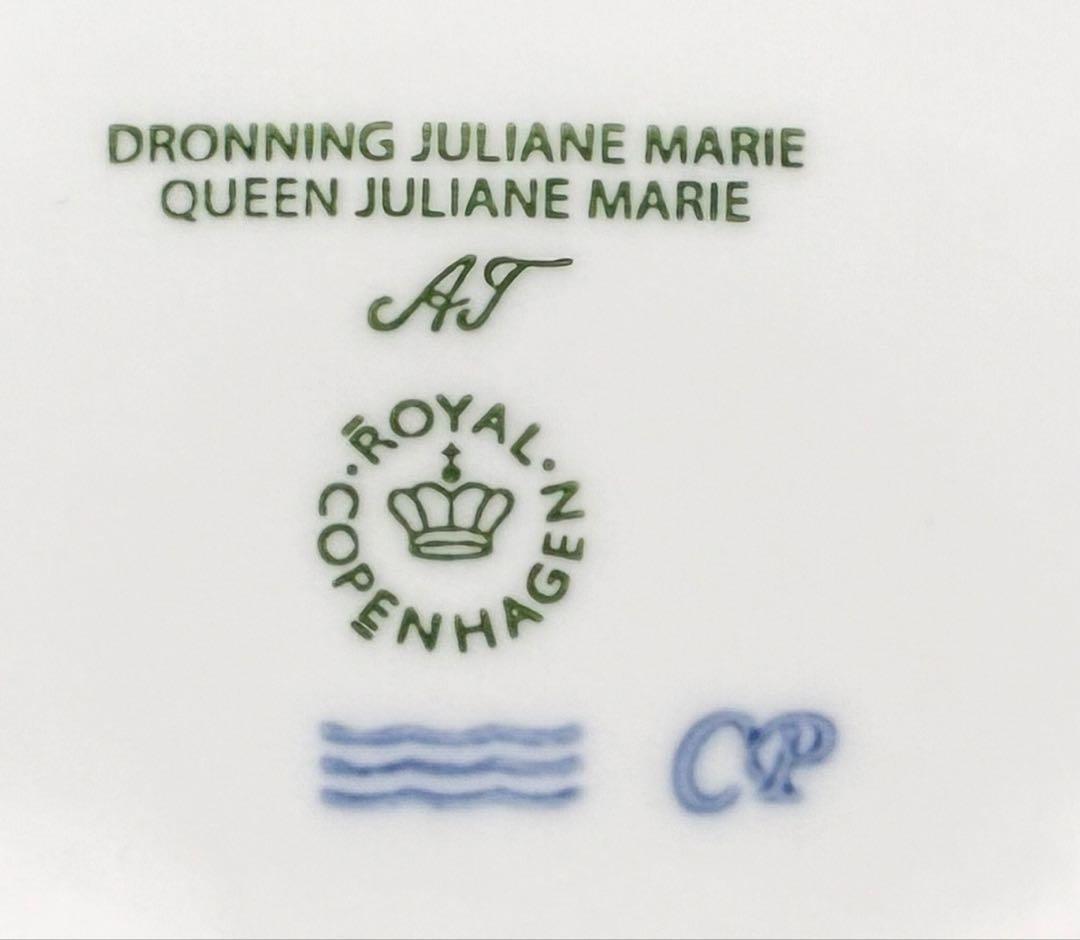 DRONNING JULIANE MARIE
QUEEN JULIANE MARIE
AT
ROYAL·
·COPENHAGEN
CP